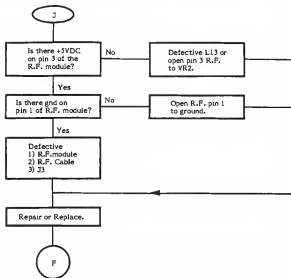 J
Is there +5VDC
on pin 3 of the
R.F. module?
No
Defective L13 or
open pin 3 R.F.
to VR2.
Yes
Is there gnd on
pin 1 of R.F. module?
No
Open R.F. pin 1
to ground.
Yes
Defective
1) R.F.module
2) R.F. Cable
3) J3
Repair or Replace.
F